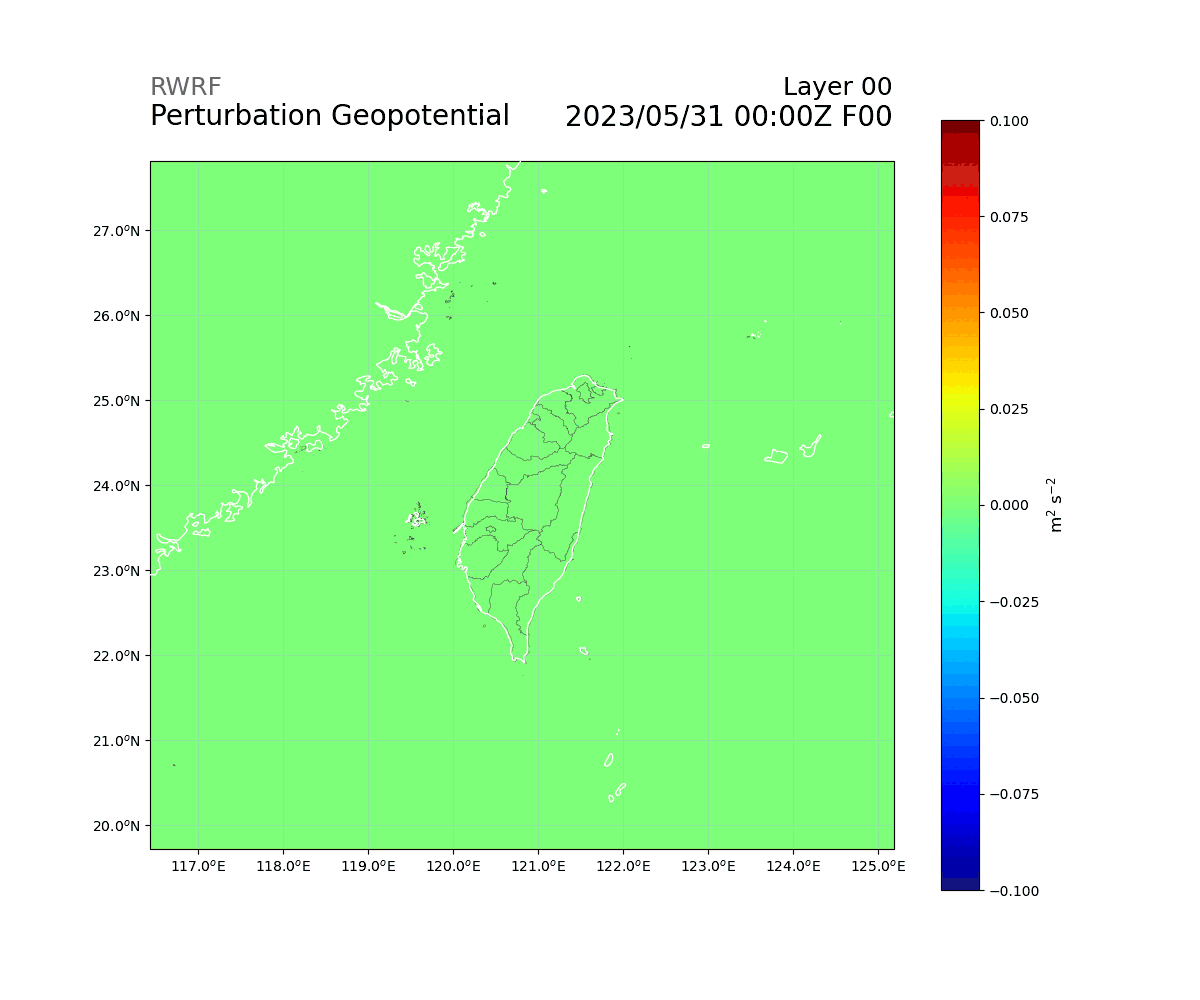 RWRF
Layer 00
Perturbation Geopotential
2023/05/31 00:00Z F00
0.100
0.075
0.050
0.025
0.000
−0.025
−0.050
−0.075
−0.100
m² s⁻²
27.0°N
26.0°N
25.0°N
24.0°N
23.0°N
22.0°N
21.0°N
20.0°N
117.0°E
118.0°E
119.0°E
120.0°E
121.0°E
122.0°E
123.0°E
124.0°E
125.0°E